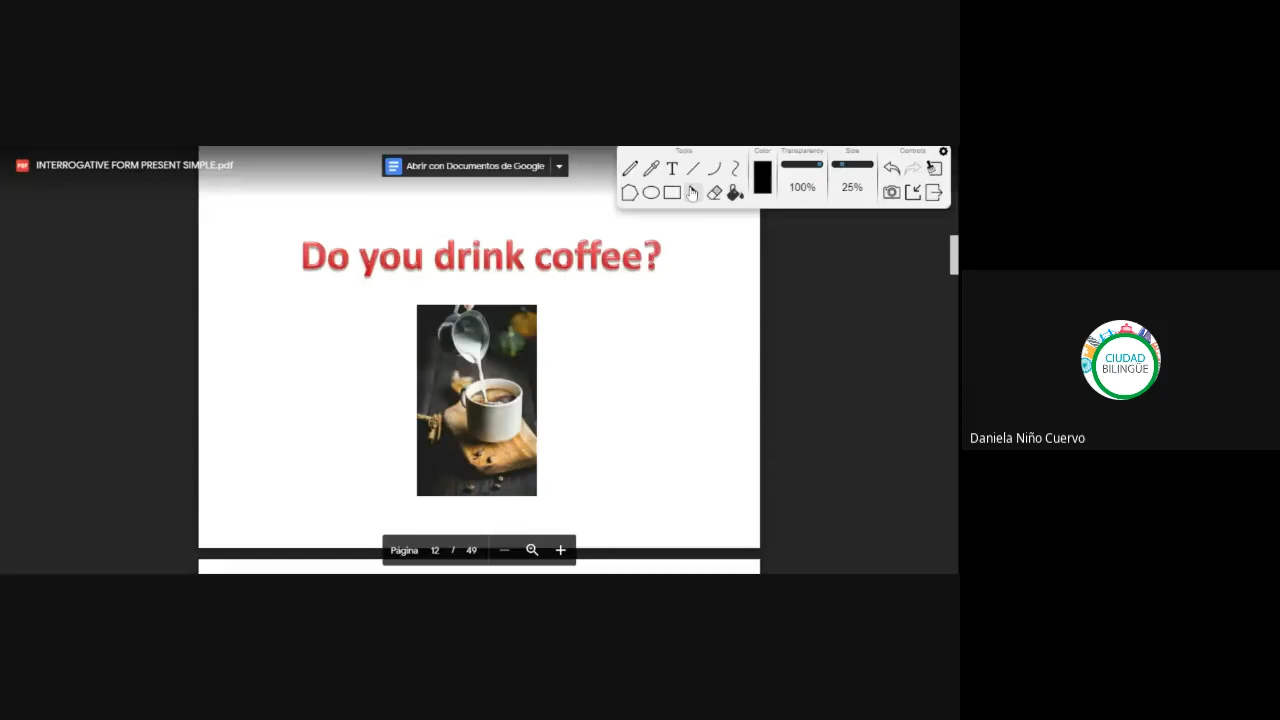 INTERROGATIVE FORM PRESENT SIMPLE.pdf
Abrir con Documentos de Google
Tools
Color
Transparency
Size
Controls
100%
25%
Do you drink coffee?
CIUDAD
BILINGÜE
Daniela Niño Cuervo
Página 12 / 49